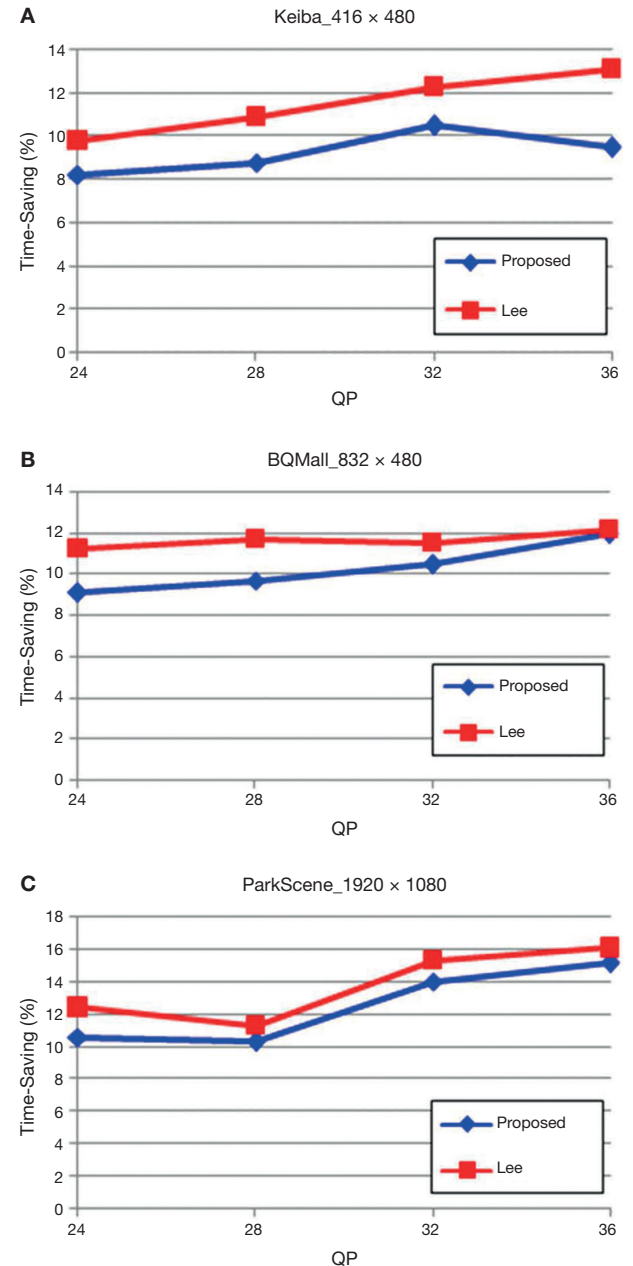 A
Keiba_416 × 480
14
12
10
8
6
4
2
0
Time-Saving (%)
Proposed
Lee
24 28 32 36
QP
B
BQMall_832 × 480
14
12
10
8
6
4
2
0
Time-Saving (%)
Proposed
Lee
24 28 32 36
QP
C
ParkScene_1920 × 1080
18
16
14
12
10
8
6
4
2
0
Time-Saving (%)
Proposed
Lee
24 28 32 36
QP